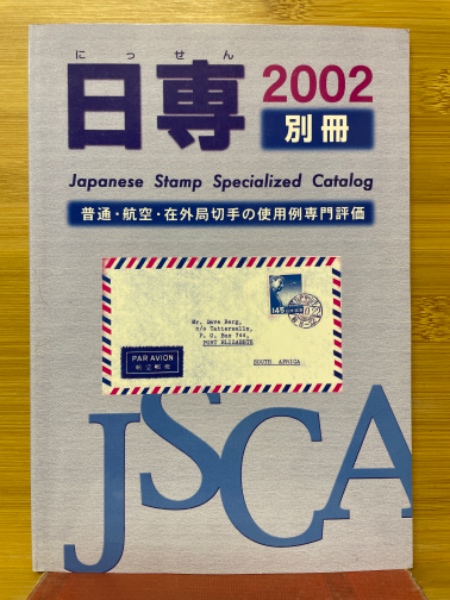 にっせん
日専
2002
別冊
Japanese Stamp Specialized Catalog
普通・航空・在外局切手の使用例専門評価
145
Mr. Dave Berg,
c/o Tattersalls,
P. O. Box 744,
PORT ELIZABETH
SOUTH AFRICA
PAR AVION
航空郵便
JSCA